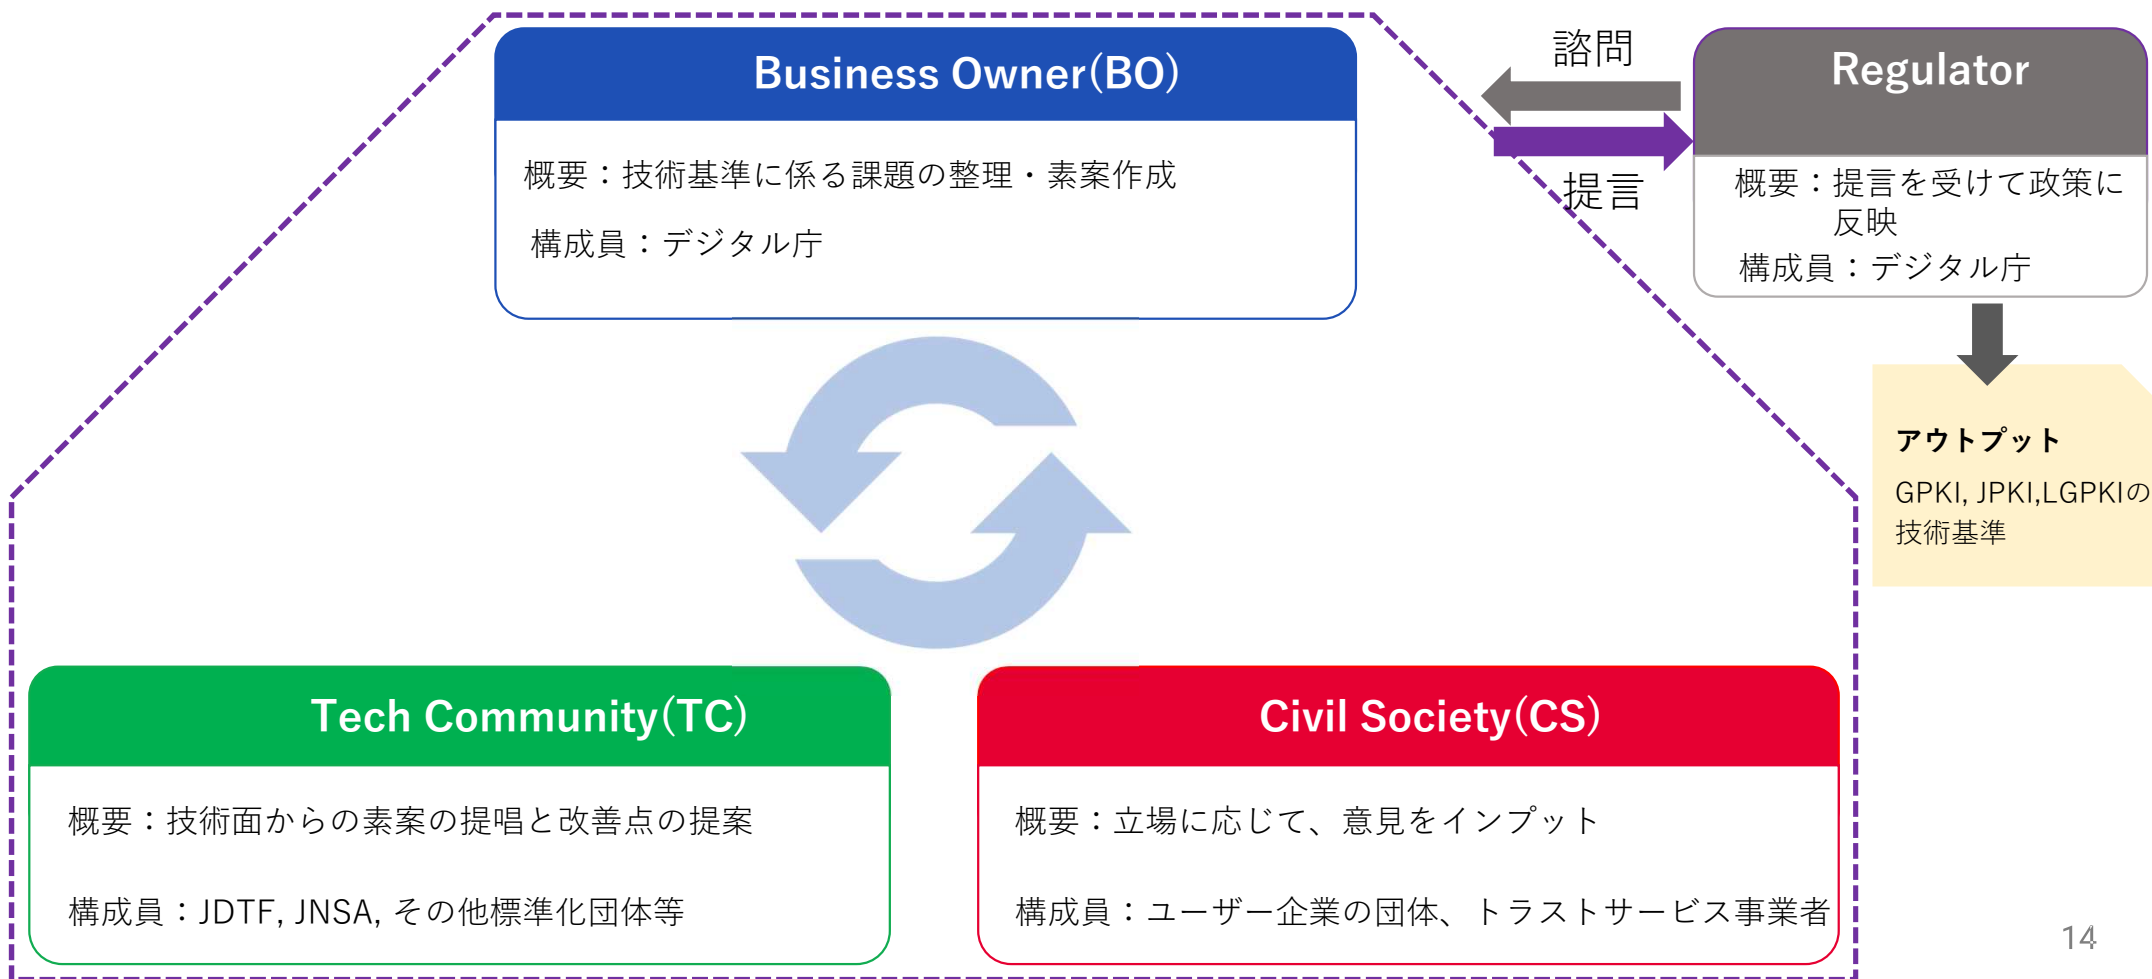 Business Owner(BO)
概要：技術基準に係る課題の整理・素案作成
構成員：デジタル庁
諮問
提言
Regulator
概要：提言を受けて政策に
反映
構成員：デジタル庁
アウトプット
GPKI, JPKI,LGPKIの
技術基準
Tech Community(TC)
概要：技術面からの素案の提唱と改善点の提案
構成員：JDTF, JNSA, その他標準化団体等
Civil Society(CS)
概要：立場に応じて、意見をインプット
構成員：ユーザー企業の団体、トラストサービス事業者
14